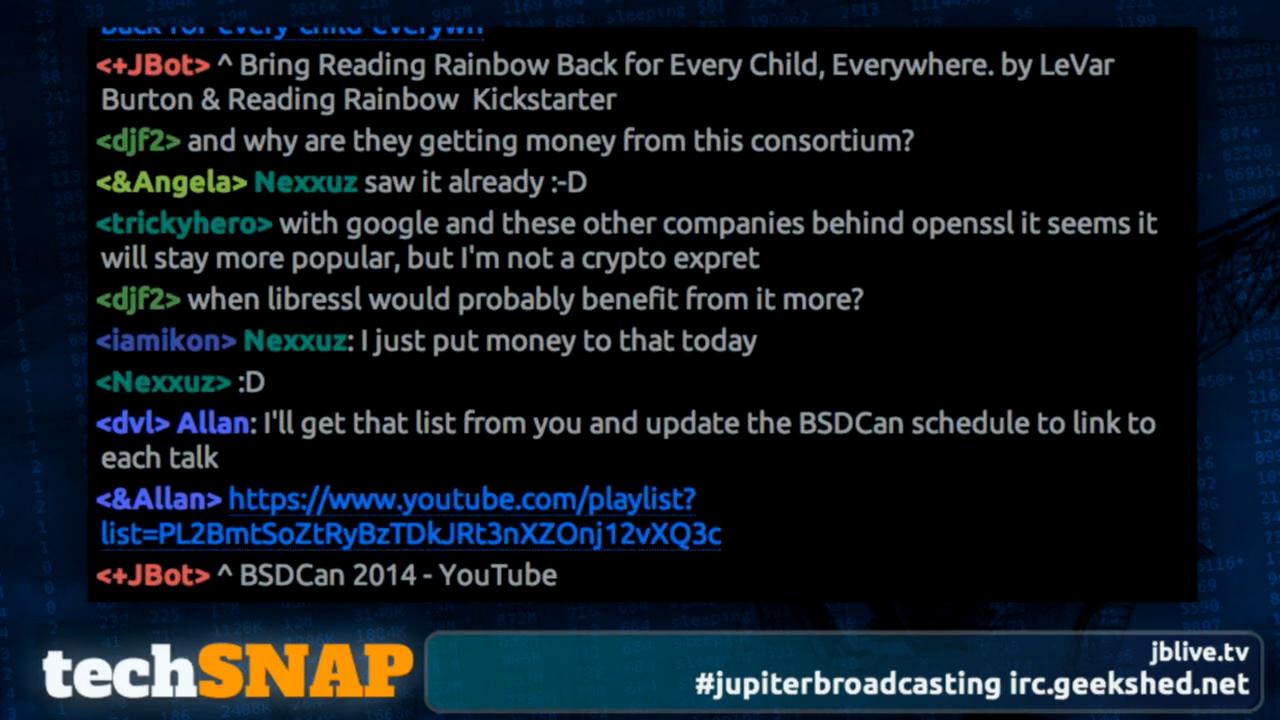 back for every child everywh
<+JBot> ^ Bring Reading Rainbow Back for Every Child, Everywhere. by LeVar
Burton & Reading Rainbow  Kickstarter
<djf2> and why are they getting money from this consortium?
<&Angela> Nexxuz saw it already :-D
<trickyhero> with google and these other companies behind openssl it seems it
will stay more popular, but I'm not a crypto expret
<djf2> when libressl would probably benefit from it more?
<iamikon> Nexxuz: I just put money to that today
<Nexxuz> :D
<dvl> Allan: I'll get that list from you and update the BSDCan schedule to link to
each talk
<&Allan> https://www.youtube.com/playlist?
list=PL2BmtSoZtRyBzTDkJRt3nXZOnj12vXQ3c
<+JBot> ^ BSDCan 2014 - YouTube
techSNAP
jblive.tv
#jupiterbroadcasting irc.geekshed.net